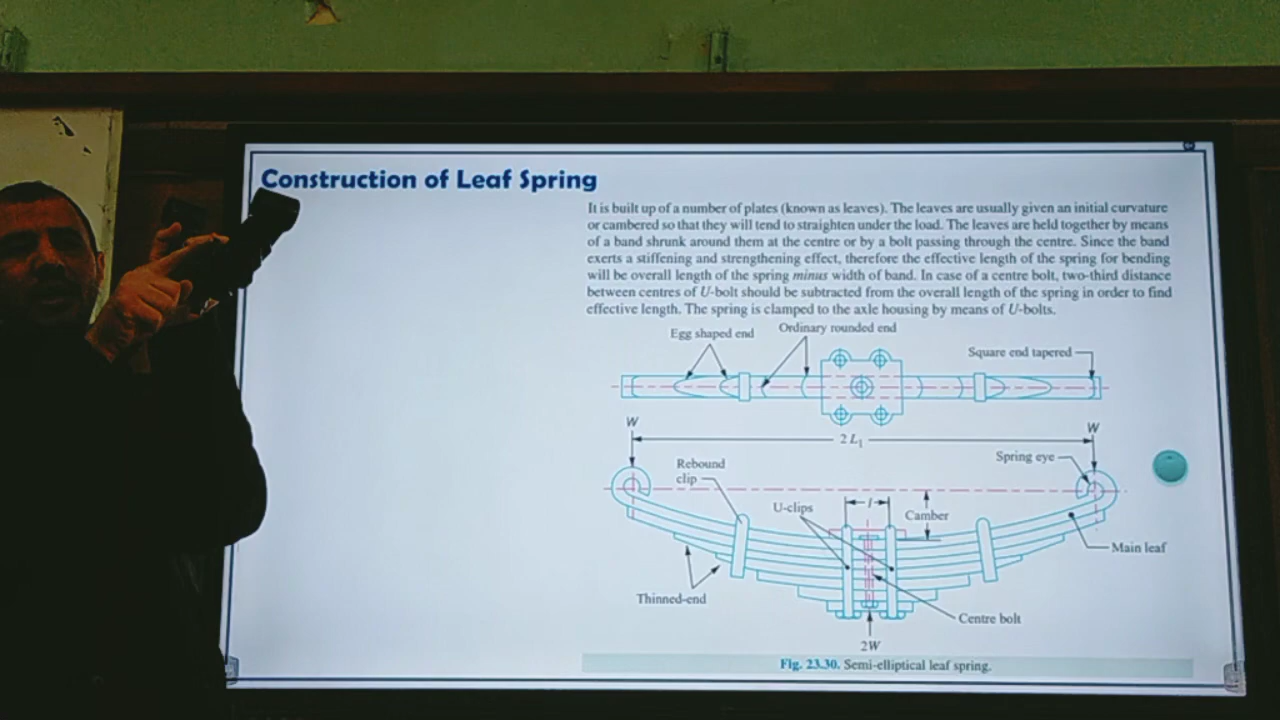 Construction of Leaf Spring
It is built up of a number of plates (known as leaves). The leaves are usually given an initial curvature
or cambered so that they will tend to straighten under the load. The leaves are held together by means
of a band shrunk around them at the centre or by a bolt passing through the centre. Since the band
exerts a stiffening and strengthening effect, therefore the effective length of the spring for bending
will be overall length of the spring minus width of band. In case of a centre bolt, two-third distance
between centres of U-bolt should be subtracted from the overall length of the spring in order to find
effective length. The spring is clamped to the axle housing by means of U-bolts.
Egg shaped end
Ordinary rounded end
Square end tapered
W
W
2 L₁
Rebound
clip
Spring eye
U-clips
l
Camber
Main leaf
Thinned-end
Centre bolt
2W
Fig. 23.30. Semi-elliptical leaf spring.